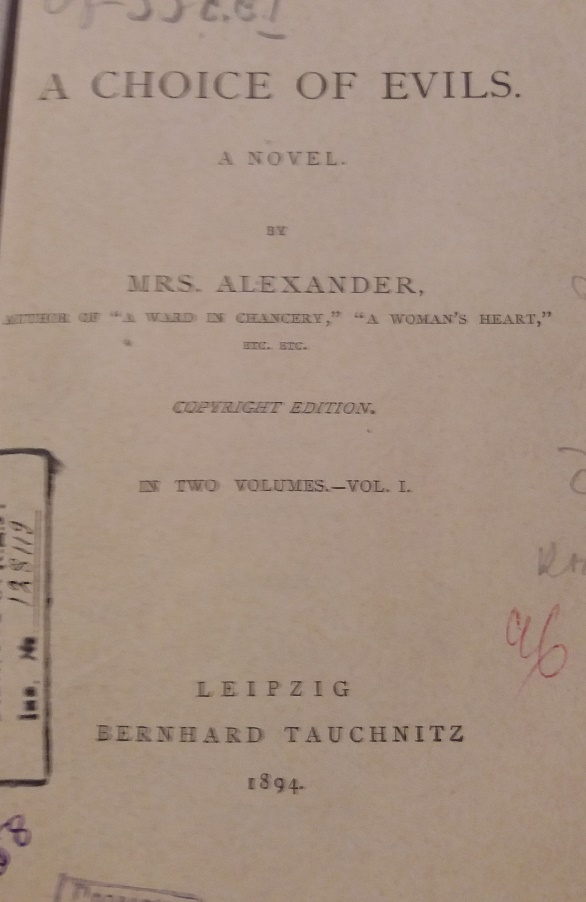 A CHOICE OF EVILS.
A NOVEL.
BY
MRS. ALEXANDER,
AUTHOR OF "A WARD IN CHANCERY," "A WOMAN'S HEART,"
ETC. ETC.
COPYRIGHT EDITION.
IN TWO VOLUMES.—VOL. I.
96
LEIPZIG
BERNHARD TAUCHNITZ
1894.